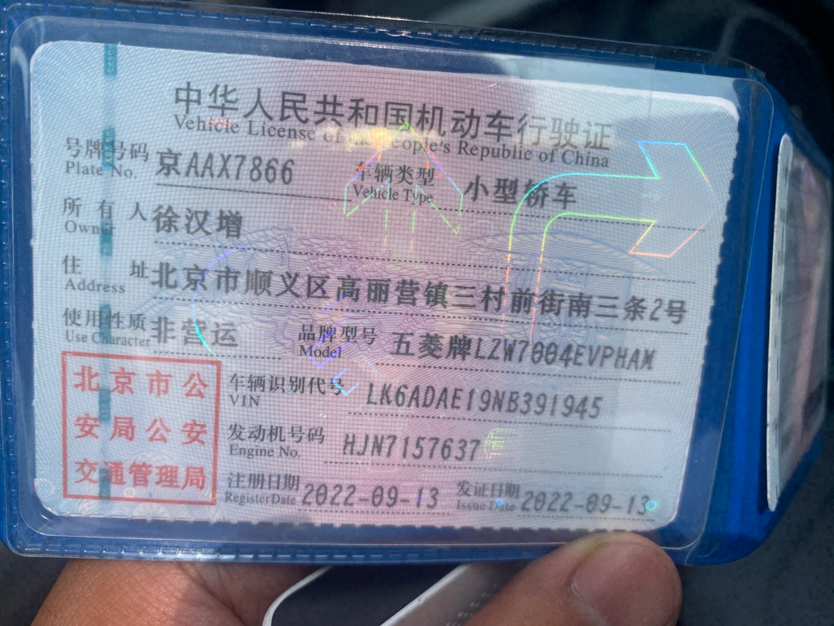 中华人民共和国机动车行驶证
Vehicle License of the People's Republic of China
号牌号码 京AAX7866 车辆类型 小型轿车
Plate No. Vehicle Type
所有人 徐汉增
Owner
住址 北京市顺义区高丽营镇三村前街南三条2号
Address
使用性质 非营运 品牌型号 五菱牌LZW7004EVPHAM
Use Character Model
北京市公
安局公安
交通管理局
车辆识别代号 LK6ADAE19NB391945
VIN
发动机号码 HJN7157637
Engine No.
注册日期 2022-09-13 发证日期 2022-09-13
Register Date Issue Date